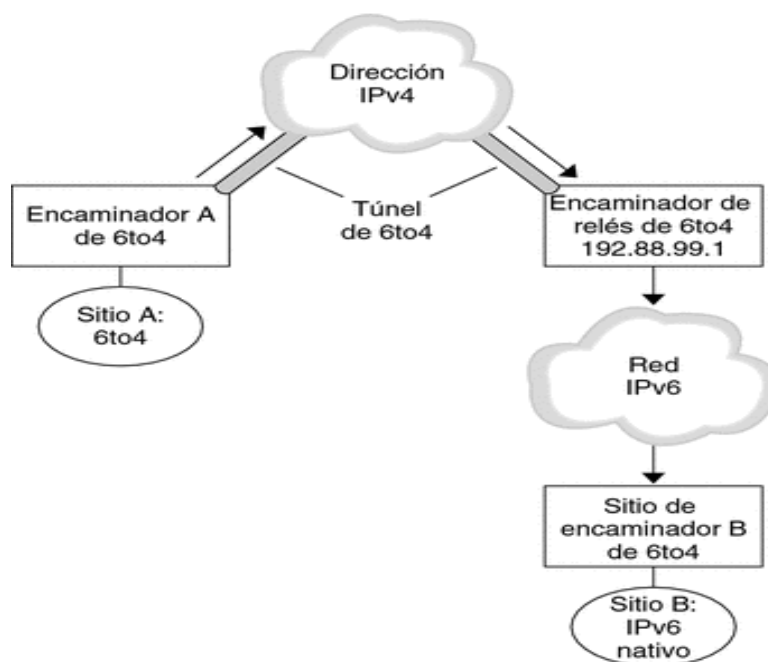 Dirección
IPv4
Encaminador A
de 6to4
Túnel
de 6to4
Encaminador de
relés de 6to4
192.88.99.1
Sitio A:
6to4
Red
IPv6
Sitio de
encaminador B
de 6to4
Sitio B:
IPv6
nativo